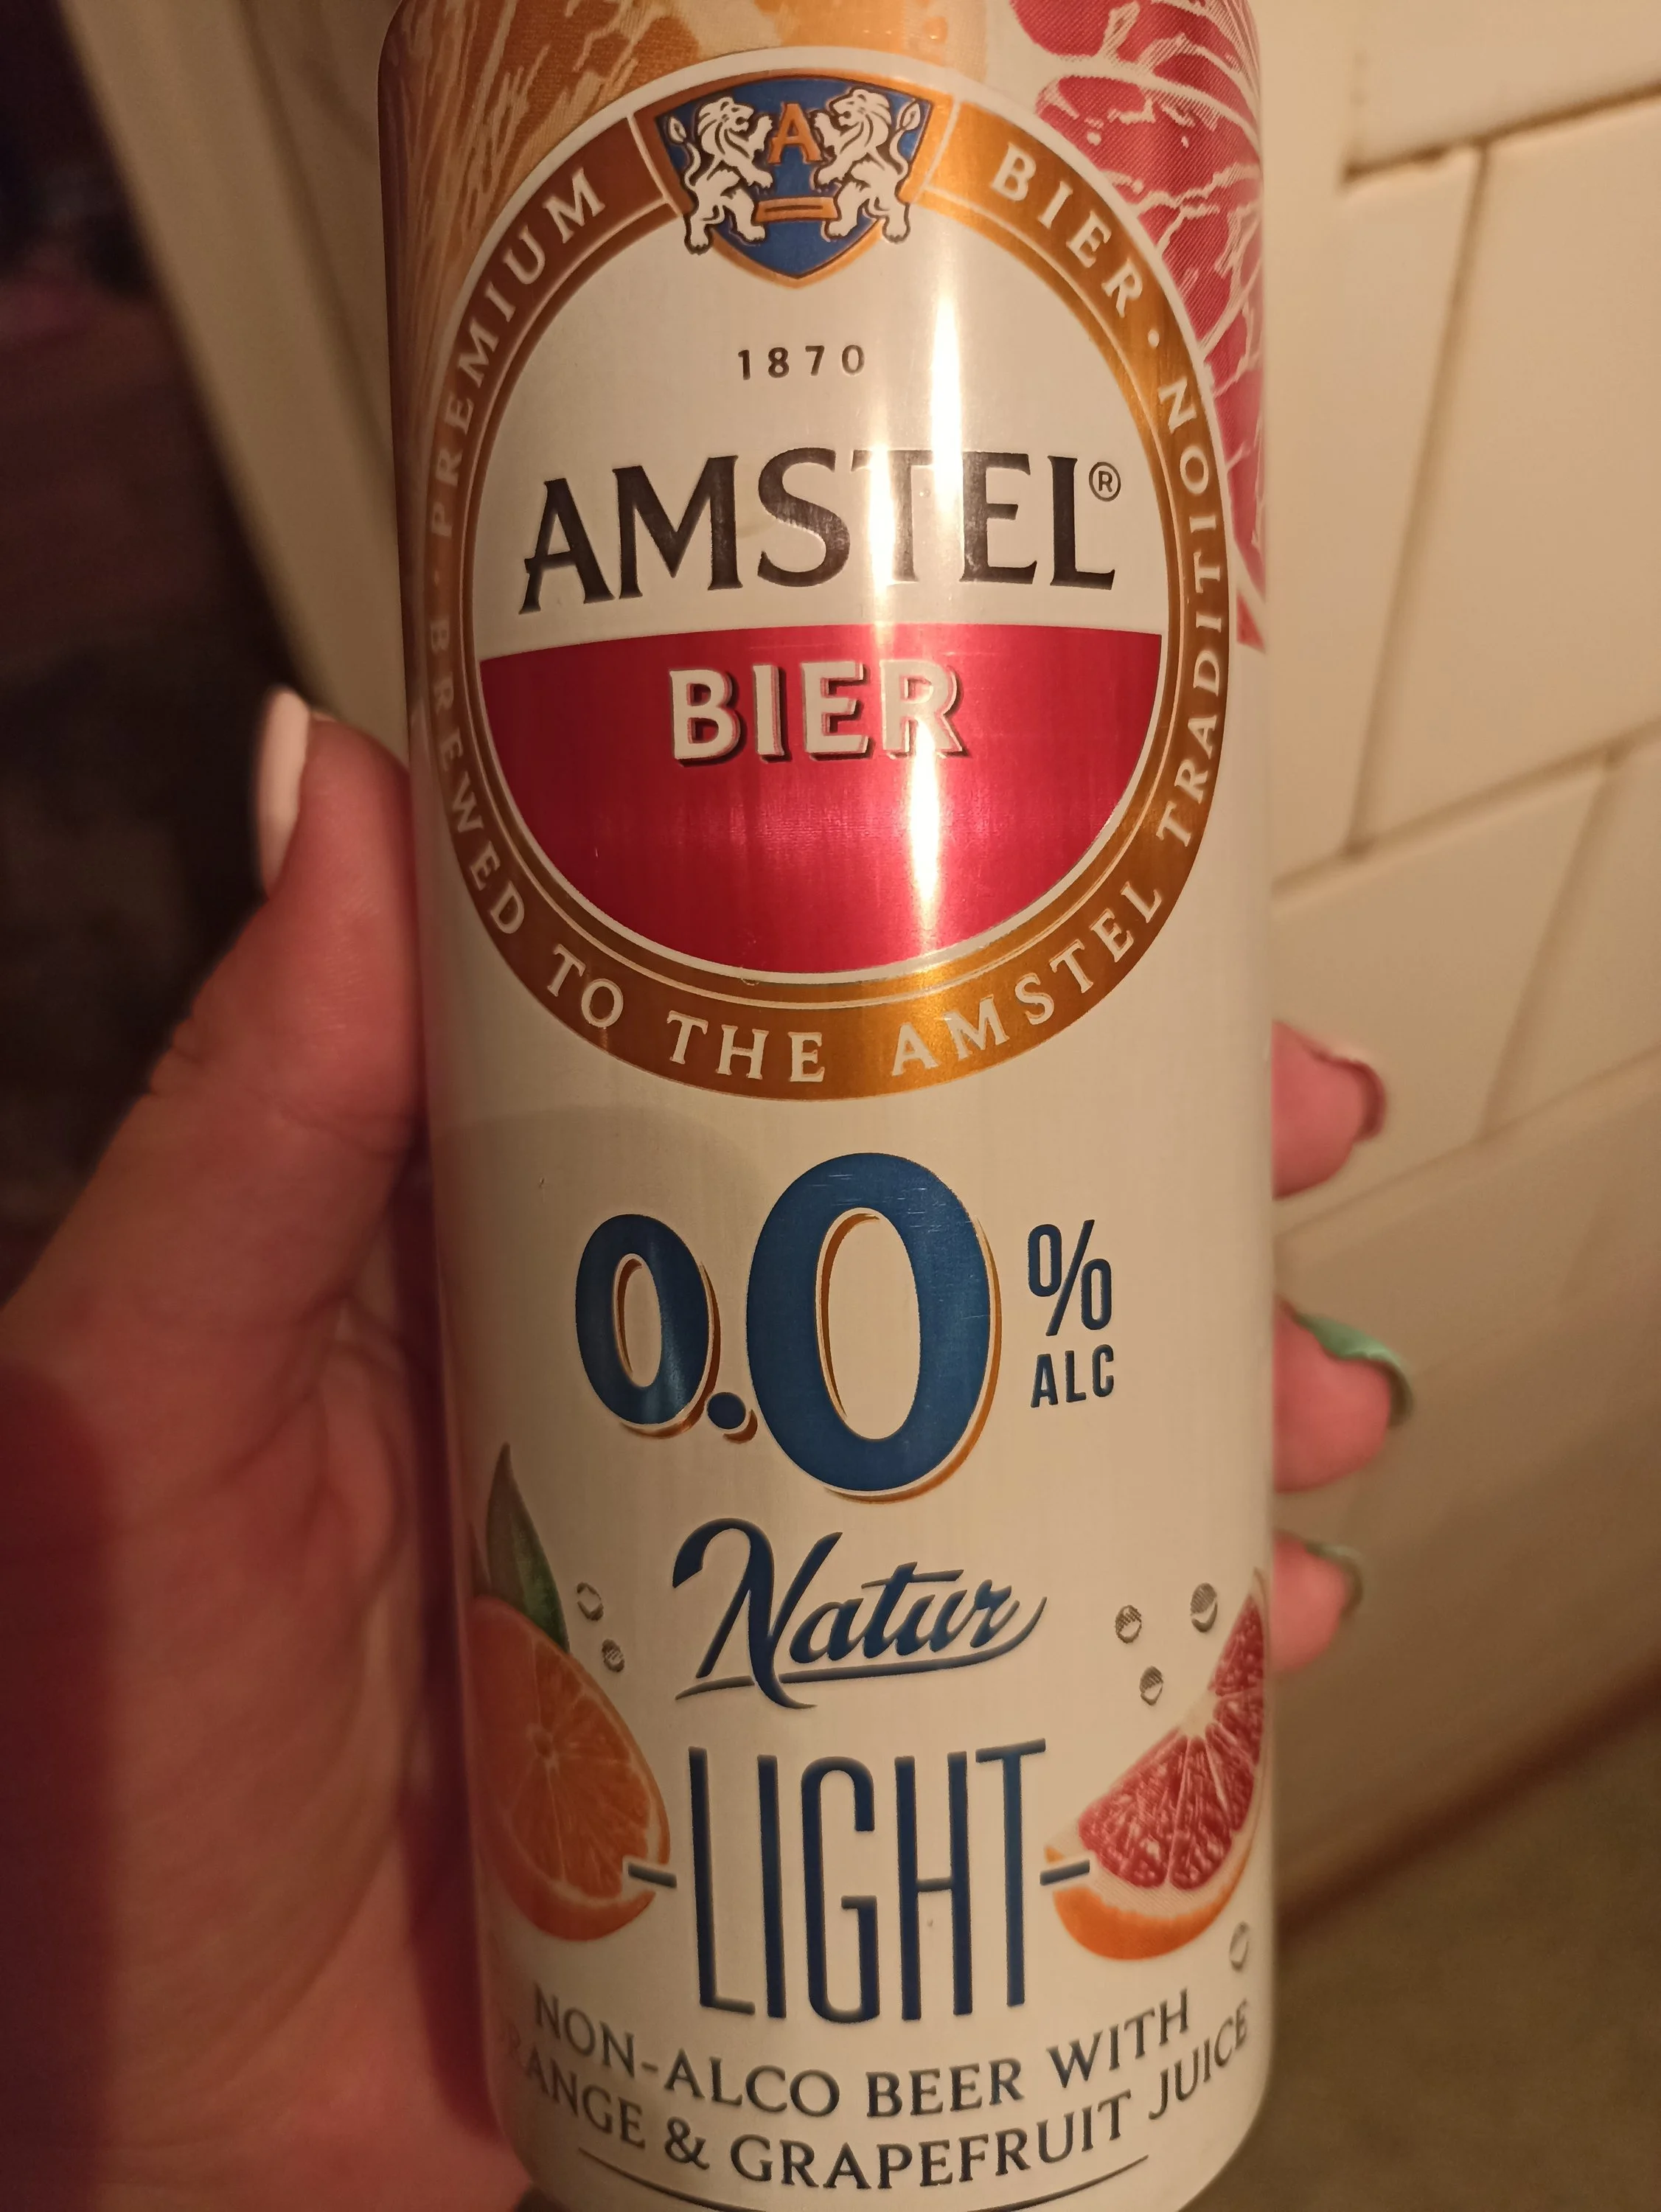 A
PREMIUM BIER · BREWED TO THE AMSTEL TRADITION ·
1870
AMSTEL®
BIER
0.0 %
ALC
Natur
LIGHT
NON-ALCO BEER WITH
ORANGE & GRAPEFRUIT JUICE